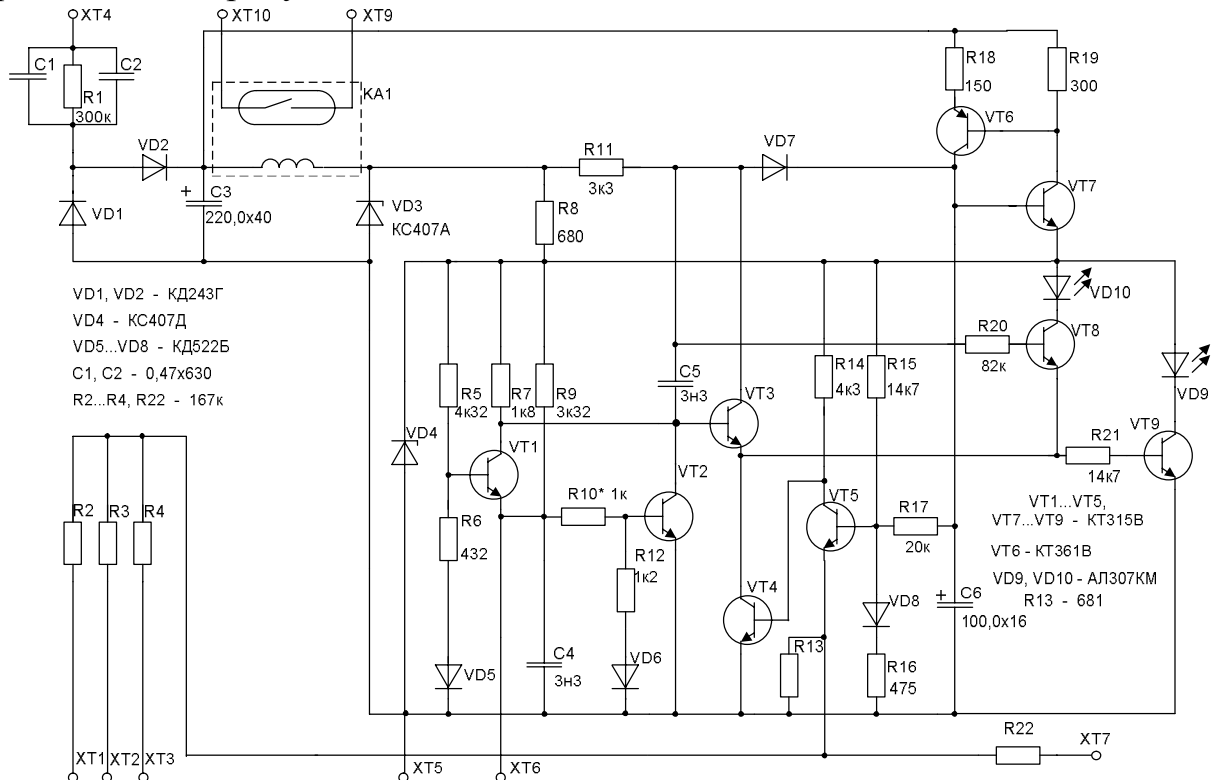 XT4
XT10
XT9
C1
R1
300к
C2
KA1
R18
150
R19
300
VT6
VD2
R11
3к3
VD7
VT7
VD1
+
C3
220,0x40
VD3
КС407А
R8
680
VD1, VD2 - КД243Г
VD4 - КС407Д
VD5...VD8 - КД522Б
C1, C2 - 0,47x630
R2...R4, R22 - 167к
VD10
R20
82к
VT8
R5
4к32
R7
1к8
R9
3к32
C5
3н3
VT3
R14
4к3
R15
14к7
VD9
VD4
VT1
VT2
R21
14к7
VT9
R10* 1к
VT5
R17
20к
R2
R3
R4
R6
432
R12
1к2
VT1...VT5,
VT7...VT9 - КТ315В
VT6 - КТ361В
VD9, VD10 - АЛ307КМ
R13 - 681
VT4
VD8
+
C6
100,0x16
VD5
C4
3н3
VD6
R13
R16
475
R22
XT7
XT1
XT2
XT3
XT5
XT6